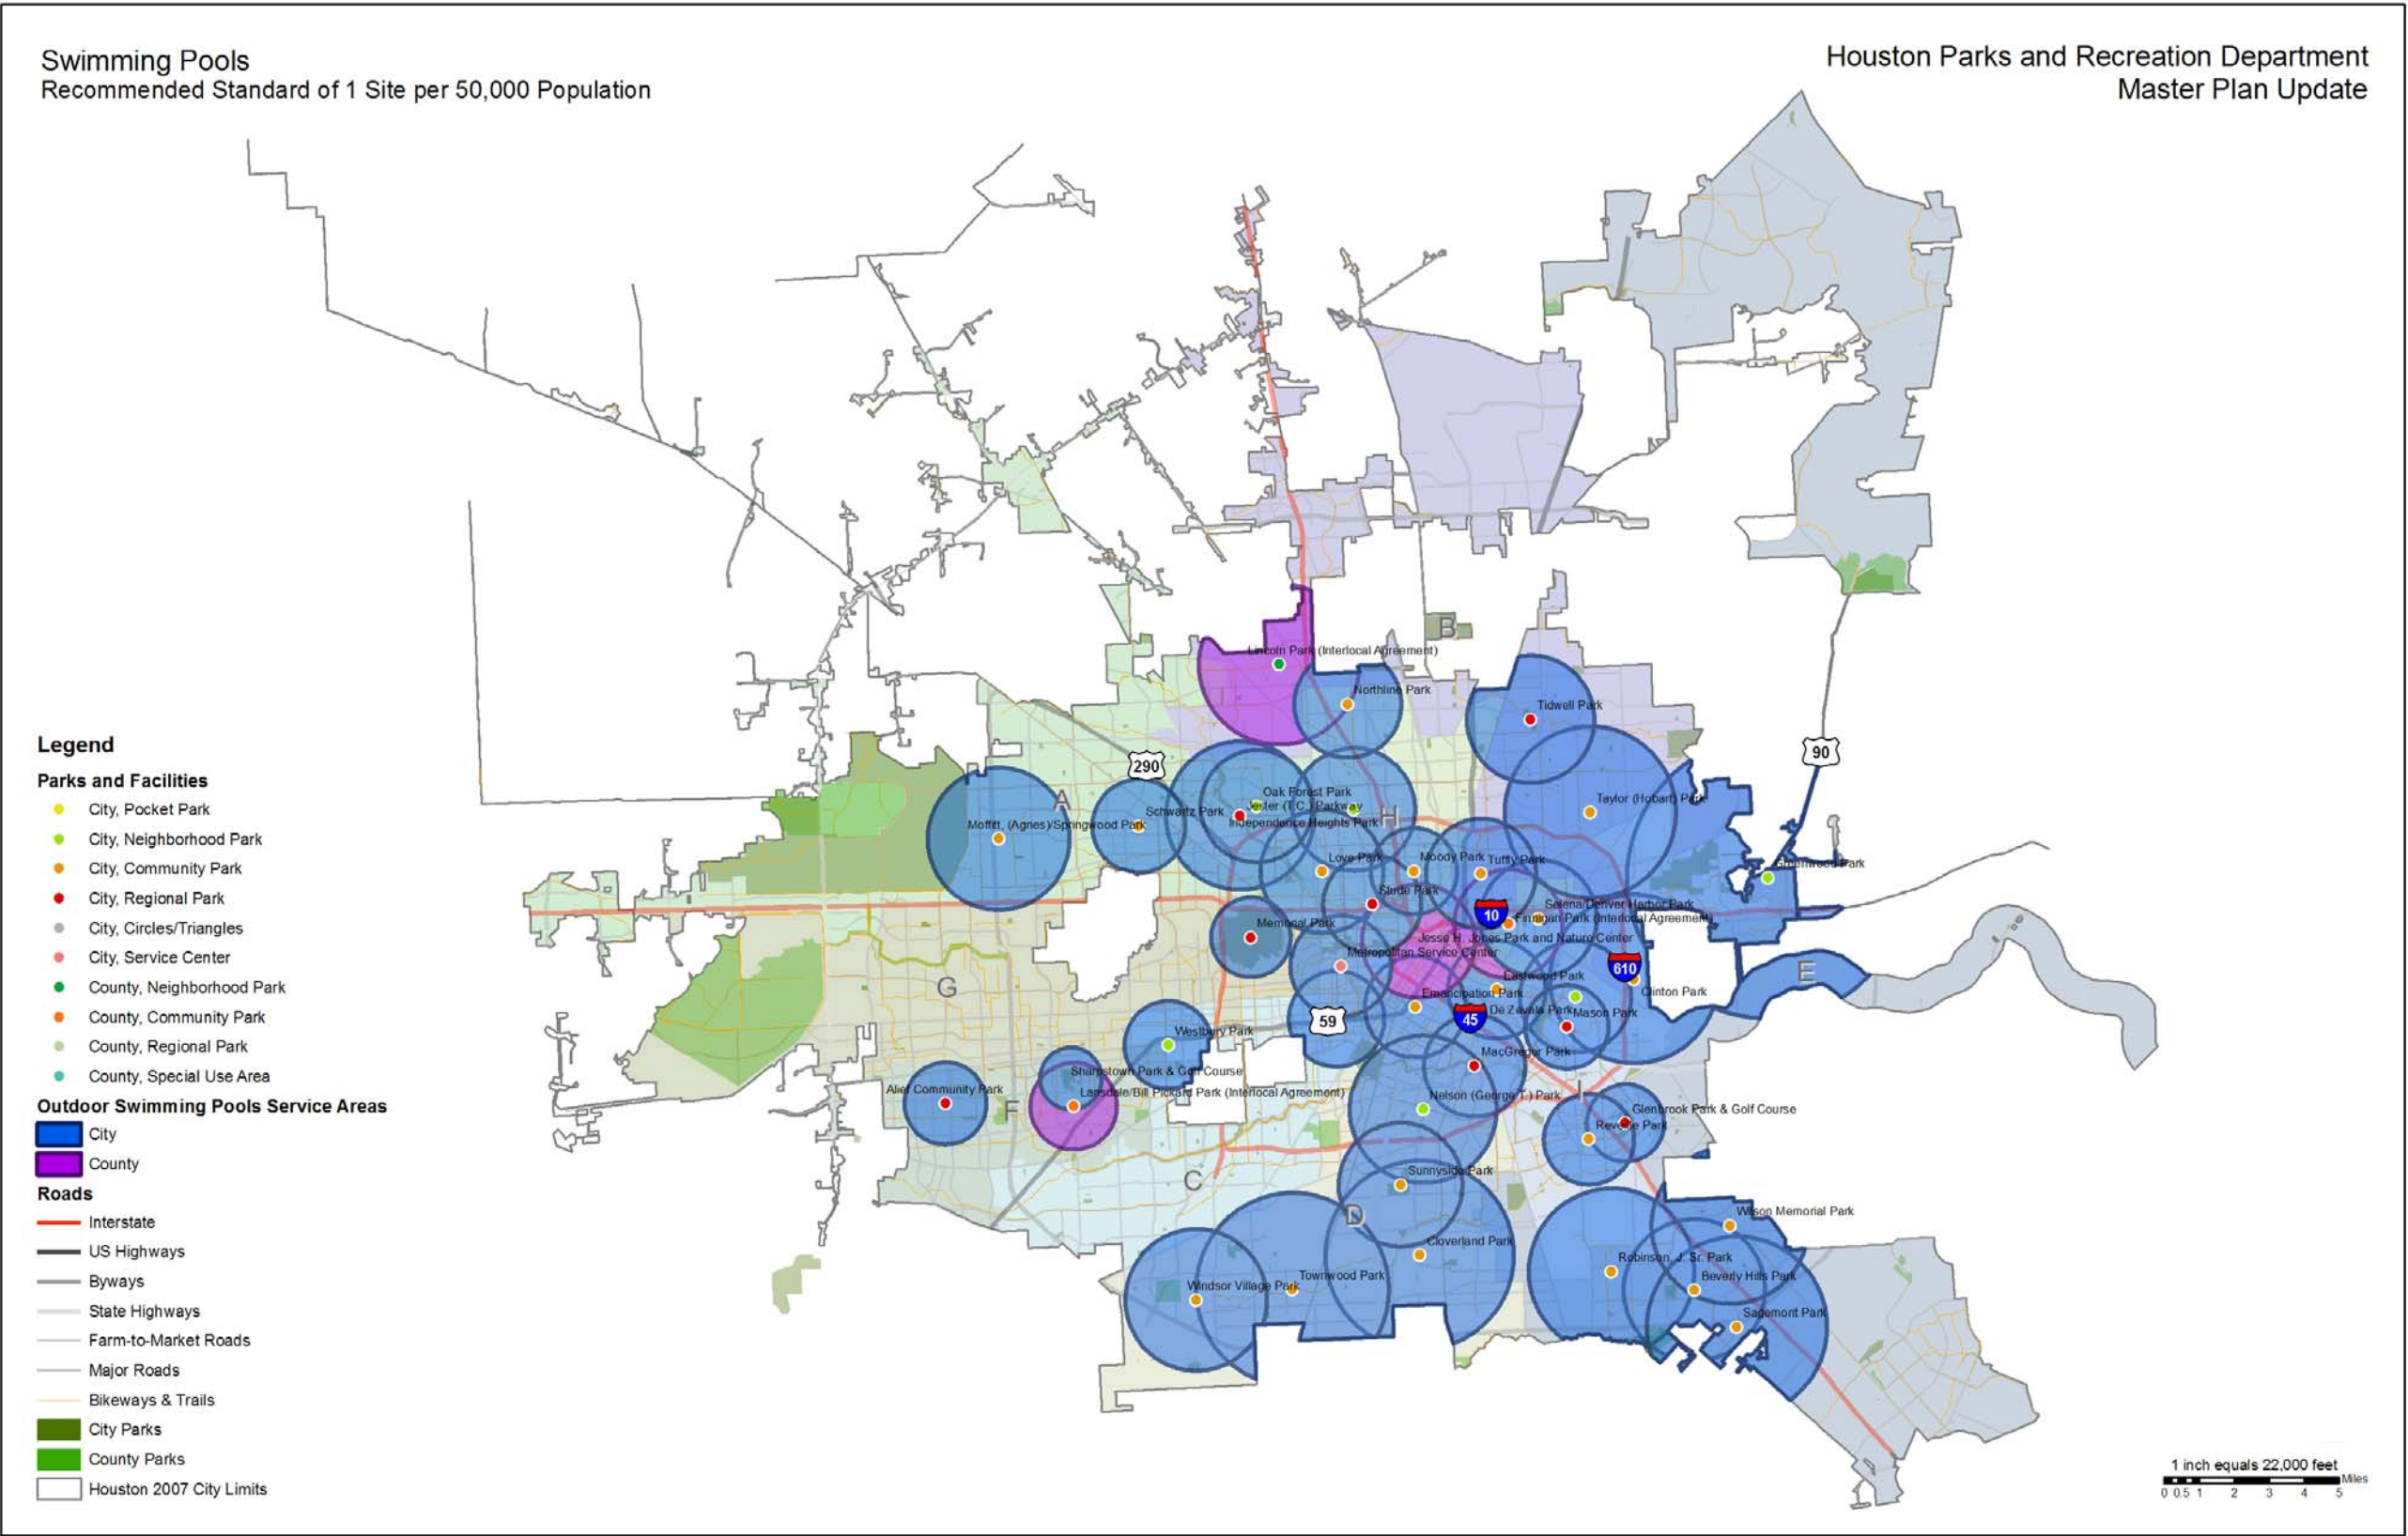 Swimming Pools
Recommended Standard of 1 Site per 50,000 Population
Houston Parks and Recreation Department
Master Plan Update
Lincoln Park (Interlocal Agreement)
B
Northline Park
Tidwell Park
290
90
A
Oak Forest Park
Jester (T.C.) Parkway
Schwartz Park
Independence Heights Park
H
Taylor (Hobart) Park
Moffitt, (Agnes)/Springwood Park
Love Park
Moody Park
Tuffly Park
Greenwood Park
Stude Park
Selena/Denver Harbor Park
10
Finnigan Park (Interlocal Agreement)
Memorial Park
Jesse H. Jones Park and Nature Center
Metropolitan Service Center
610
E
Eastwood Park
G
Emancipation Park
Clinton Park
59
45
De Zavala Park
Mason Park
Westbury Park
MacGregor Park
Sharpstown Park & Golf Course
Alief Community Park
Lansdale/Bill Pickard Park (Interlocal Agreement)
Nelson (George T.) Park
I
F
Glenbrook Park & Golf Course
Reveille Park
C
Sunnyside Park
D
Wilson Memorial Park
Cloverland Park
Robinson, J. Sr. Park
Townwood Park
Beverly Hills Park
Windsor Village Park
Sagemont Park
Legend
Parks and Facilities
City, Pocket Park
City, Neighborhood Park
City, Community Park
City, Regional Park
City, Circles/Triangles
City, Service Center
County, Neighborhood Park
County, Community Park
County, Regional Park
County, Special Use Area
Outdoor Swimming Pools Service Areas
City
County
Roads
Interstate
US Highways
Byways
State Highways
Farm-to-Market Roads
Major Roads
Bikeways & Trails
City Parks
County Parks
Houston 2007 City Limits
1 inch equals 22,000 feet
Miles
0 0.5 1 2 3 4 5